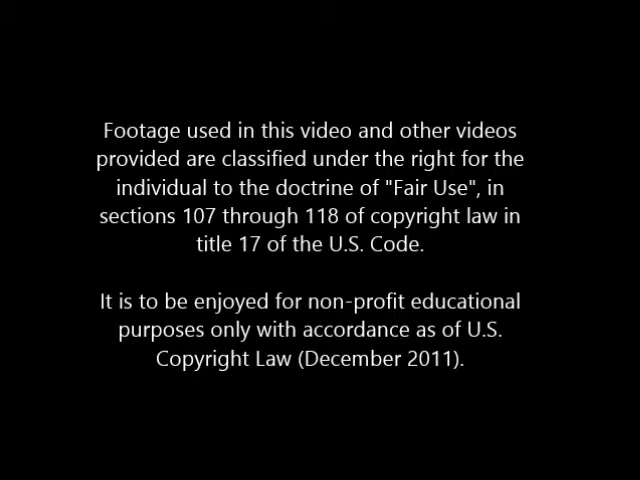 Footage used in this video and other videos
provided are classified under the right for the
individual to the doctrine of "Fair Use", in
sections 107 through 118 of copyright law in
title 17 of the U.S. Code.
It is to be enjoyed for non-profit educational
purposes only with accordance as of U.S.
Copyright Law (December 2011).